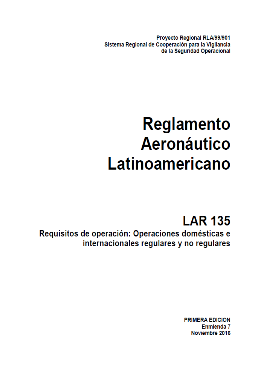 Proyecto Regional RLA/99/901
Sistema Regional de Cooperación para la Vigilancia
de la Seguridad Operacional
Reglamento
Aeronáutico
Latinoamericano
LAR 135
Requisitos de operación: Operaciones domésticas e
internacionales regulares y no regulares
PRIMERA EDICION
Enmienda 7
Noviembre 2016